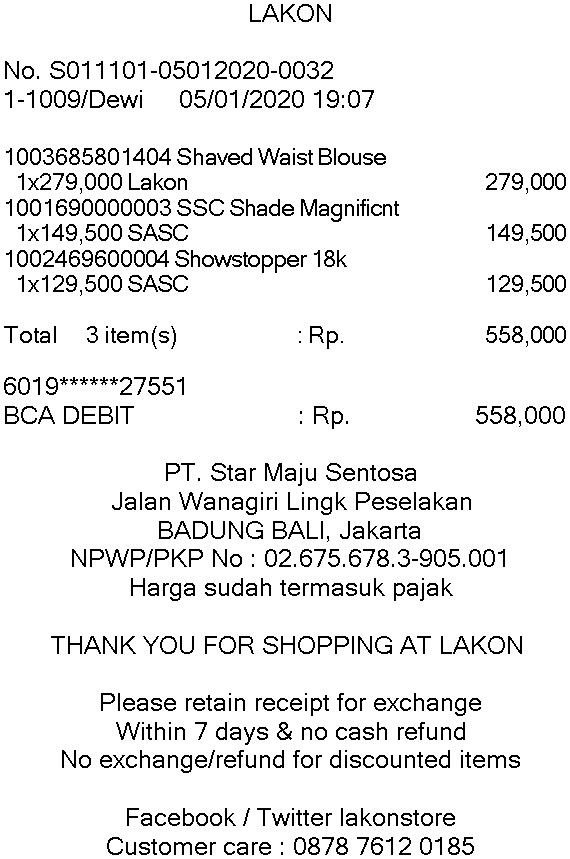 LAKON
No. S011101-05012020-0032
1-1009/Dewi 05/01/2020 19:07
1003685801404 Shaved Waist Blouse
1x279,000 Lakon 279,000
1001690000003 SSC Shade Magnificnt
1x149,500 SASC 149,500
1002469600004 Showstopper 18k
1x129,500 SASC 129,500
Total 3 item(s) : Rp. 558,000
6019******27551
BCA DEBIT : Rp. 558,000
PT. Star Maju Sentosa
Jalan Wanagiri Lingk Peselakan
BADUNG BALI, Jakarta
NPWP/PKP No : 02.675.678.3-905.001
Harga sudah termasuk pajak
THANK YOU FOR SHOPPING AT LAKON
Please retain receipt for exchange
Within 7 days & no cash refund
No exchange/refund for discounted items
Facebook / Twitter lakonstore
Customer care : 0878 7612 0185